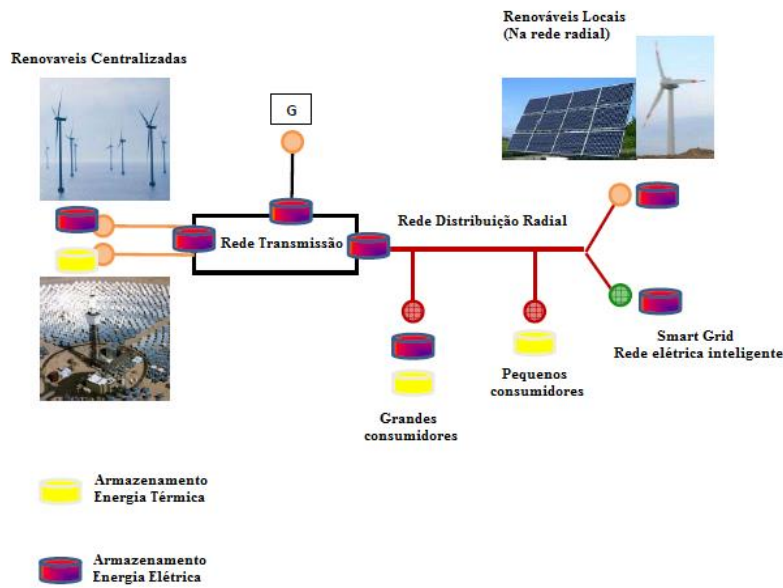 Renováveis Locais
(Na rede radial)
Renovaveis Centralizadas
G
Rede Transmissão
Rede Distribuição Radial
Smart Grid
Rede elétrica inteligente
Pequenos
consumidores
Grandes
consumidores
Armazenamento
Energia Térmica
Armazenamento
Energia Elétrica